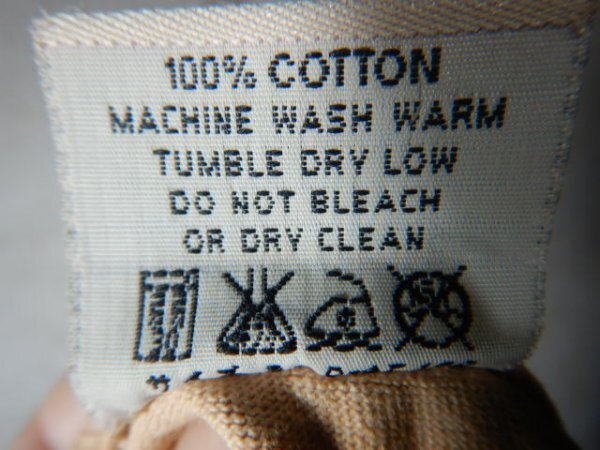 100% COTTON
MACHINE WASH WARM
TUMBLE DRY LOW
DO NOT BLEACH
OR DRY CLEAN